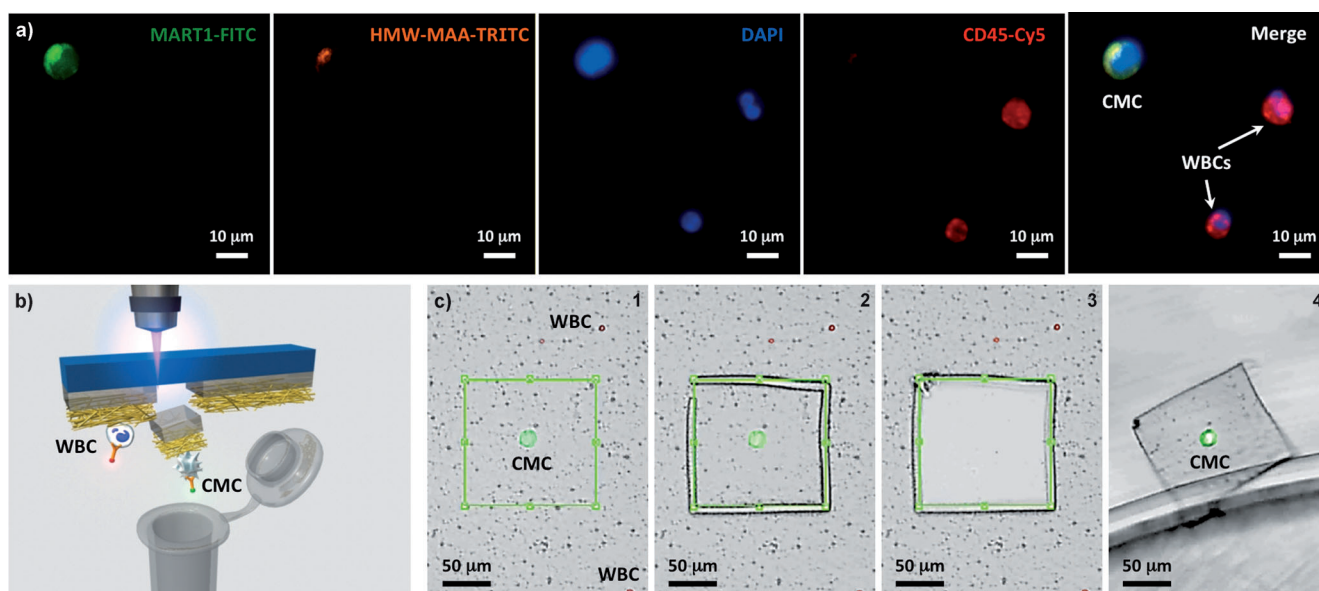 a)
MART1-FITC
10 µm
HMW-MAA-TRITC
10 µm
DAPI
10 µm
CD45-Cy5
10 µm
Merge
CMC
WBCs
10 µm
b)
WBC
CMC
c)
1
WBC
CMC
50 µm
WBC
2
CMC
50 µm
3
50 µm
4
CMC
50 µm